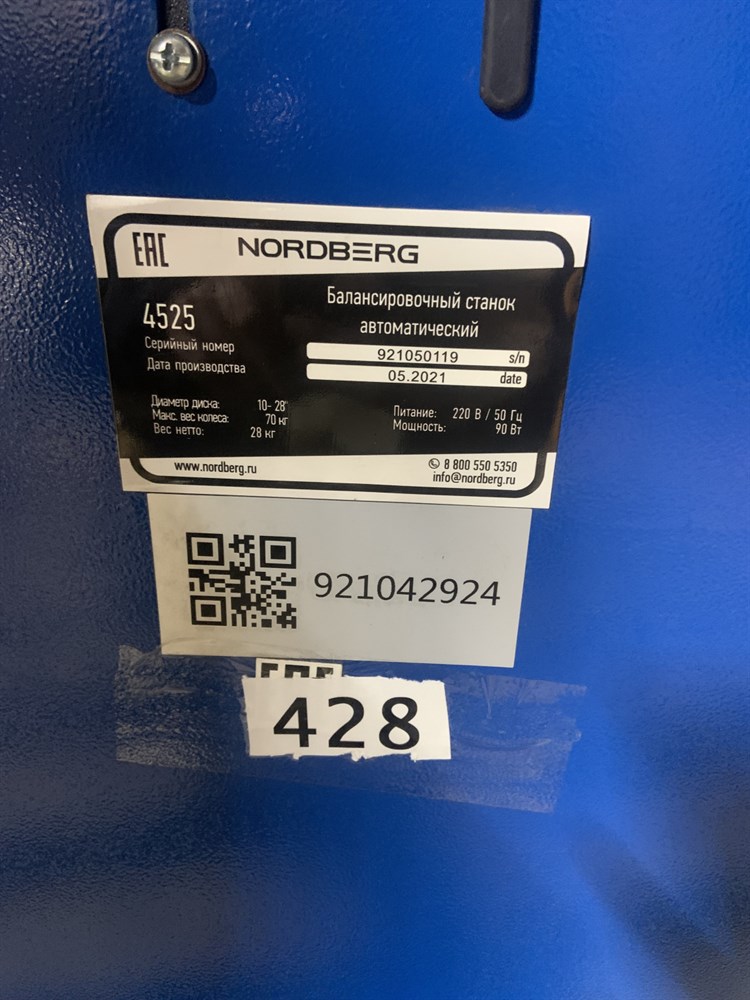 EAC NORDBERG
4525
Балансировочный станок
автоматический
Серийный номер 921050119 s/n
Дата производства 05.2021 date
Диаметр диска: 10- 28"
Макс. вес колеса: 70 кг
Вес нетто: 28 кг
Питание: 220 В / 50 Гц
Мощность: 90 Вт
www.nordberg.ru
8 800 550 5350
info@nordberg.ru
921042924
428